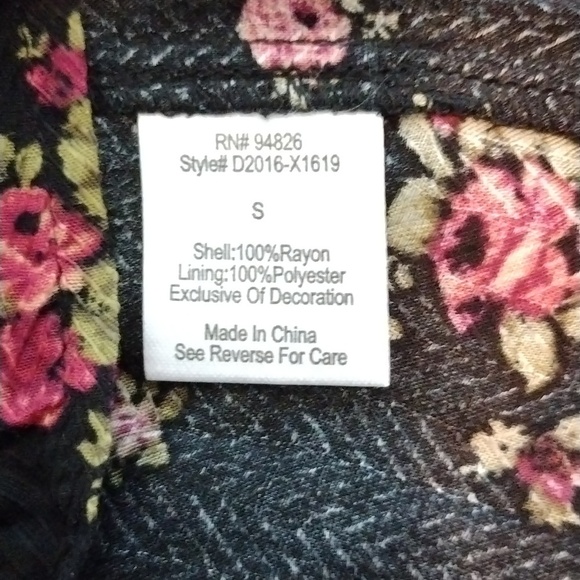 RN# 94826
Style# D2016-X1619
S
Shell:100%Rayon
Lining:100%Polyester
Exclusive Of Decoration
Made In China
See Reverse For Care